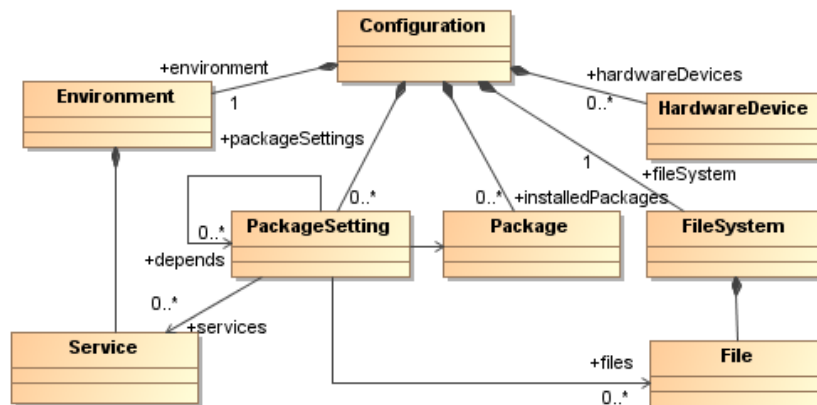 Configuration
+environment
+hardwareDevices
Environment
1
0..*
HardwareDevice
+packageSettings
1
+fileSystem
0..*
0..*
+installedPackages
0..*
PackageSetting
Package
FileSystem
+depends
0..*
+services
Service
+files
File
0..*